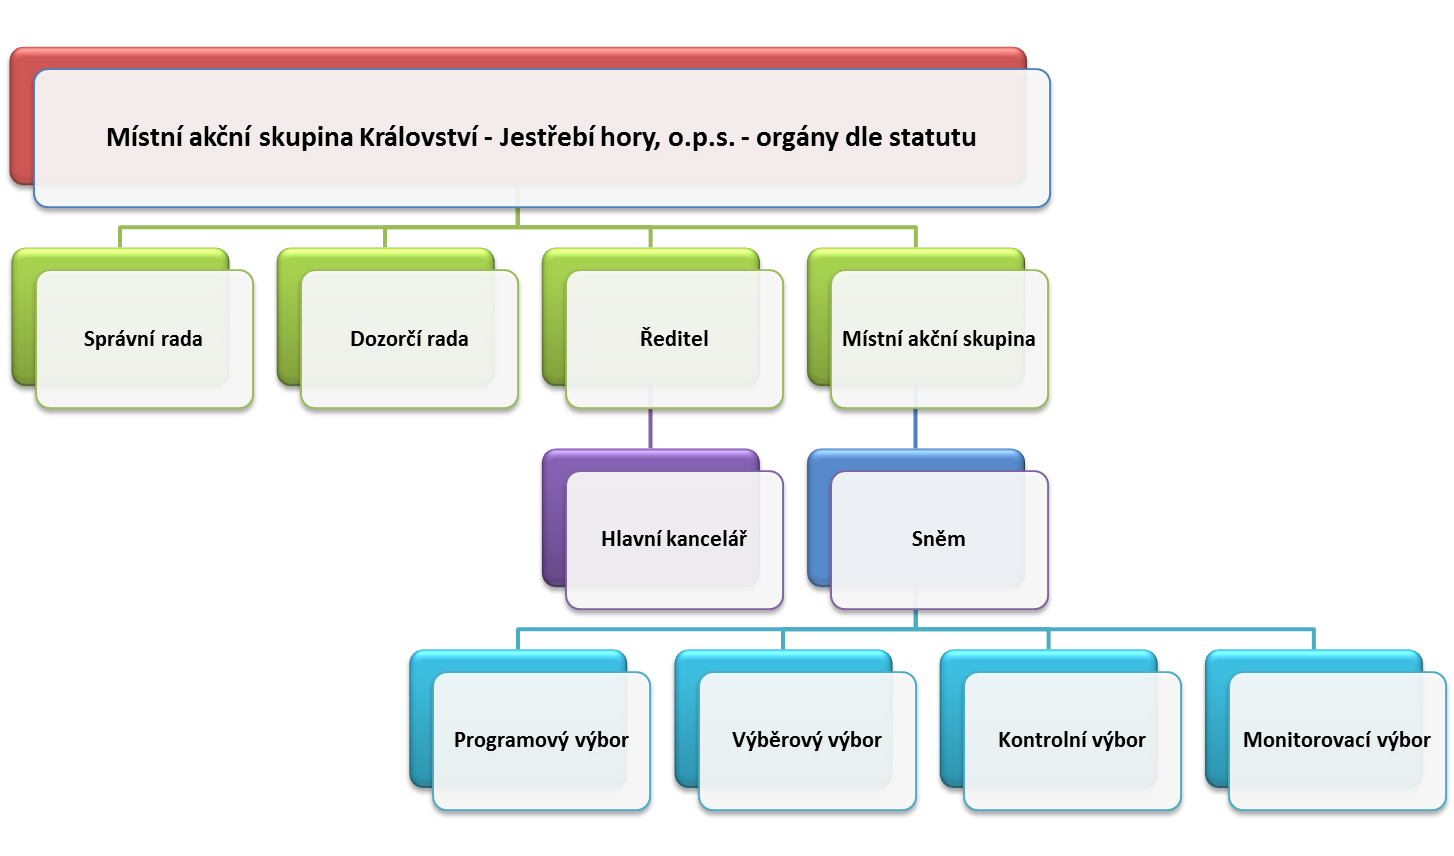 Místní akční skupina Království - Jestřebí hory, o.p.s. - orgány dle statutu
Správní rada
Dozorčí rada
Ředitel
Místní akční skupina
Hlavní kancelář
Sněm
Programový výbor
Výběrový výbor
Kontrolní výbor
Monitorovací výbor